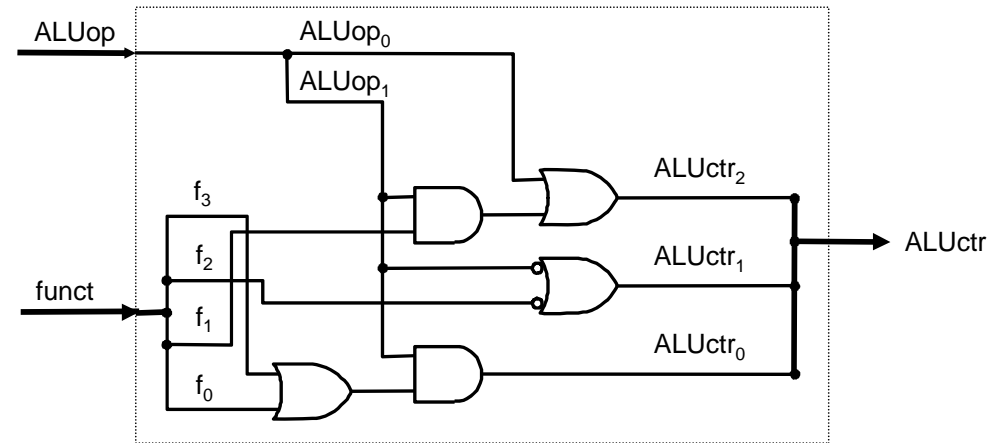 ALUop
ALUop₀
ALUop₁
f₃
f₂
funct
f₁
f₀
ALUctr₂
ALUctr₁
ALUctr₀
ALUctr